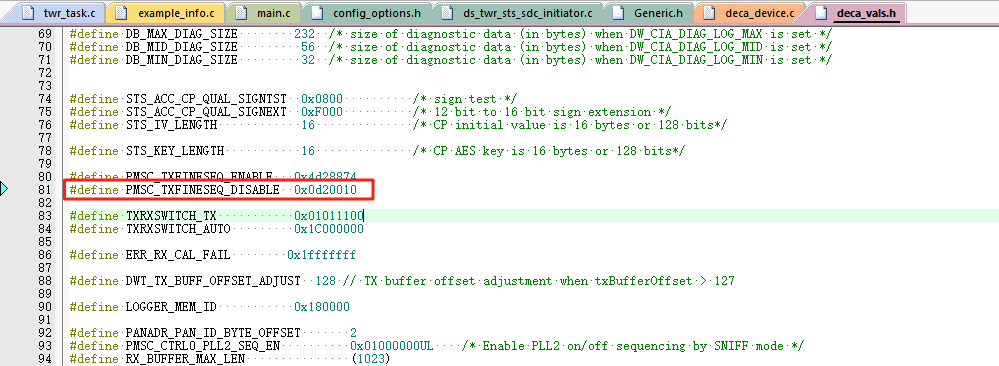 twr_task.c example_info.c main.c config_options.h ds_twr_sts_sdc_initiator.c Generic.h deca_device.c deca_vals.h
69 #define DB_MAX_DIAG_SIZE 232 /* size of diagnostic data (in bytes) when DW_CIA_DIAG_LOG_MAX is set */
70 #define DB_MID_DIAG_SIZE 56 /* size of diagnostic data (in bytes) when DW_CIA_DIAG_LOG_MID is set */
71 #define DB_MIN_DIAG_SIZE 32 /* size of diagnostic data (in bytes) when DW_CIA_DIAG_LOG_MIN is set */
72
73
74 #define STS_ACC_CP_QUAL_SIGNTST 0x0800 /* sign test */
75 #define STS_ACC_CP_QUAL_SIGNEXT 0xF000 /* 12 bit to 16 bit sign extension */
76 #define STS_IV_LENGTH 16 /* CP initial value is 16 bytes or 128 bits*/
77
78 #define STS_KEY_LENGTH 16 /* CP AES key is 16 bytes or 128 bits*/
79
80 #define PMSC_TXFINESEQ_ENABLE 0x4d28874
81 #define PMSC_TXFINESEQ_DISABLE 0x0d20010
82
83 #define TXRXSWITCH_TX 0x01011100
84 #define TXRXSWITCH_AUTO 0x1C000000
85
86 #define ERR_RX_CAL_FAIL 0x1fffffff
87
88 #define DWT_TX_BUFF_OFFSET_ADJUST 128 // TX buffer offset adjustment when txBufferOffset > 127
89
90 #define LOGGER_MEM_ID 0x180000
91
92 #define PANADR_PAN_ID_BYTE_OFFSET 2
93 #define PMSC_CTRL0_PLL2_SEQ_EN 0x01000000UL /* Enable PLL2 on/off sequencing by SNIFF mode */
94 #define RX_BUFFER_MAX_LEN (1023)